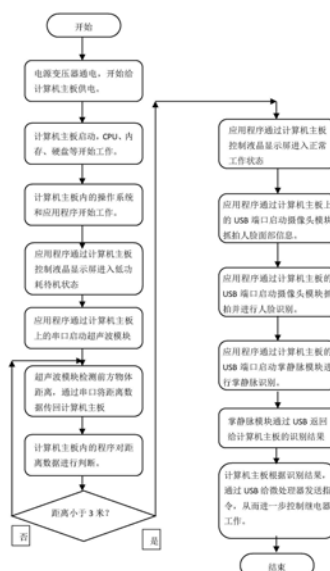 开始
电源变压器通电，开始给
计算机主板供电。
计算机主板启动，CPU、内
存、硬盘等开始工作。
计算机主板内的操作系统
和应用程序开始工作。
应用程序通过计算机主板
控制液晶显示屏进入低功
耗待机状态
应用程序通过计算机主板
上的串口启动超声波模块
超声波模块检测前方物体
距离，通过串口将距离数
据传回计算机主板
计算机主板内的程序对距
离数据进行判断。
距离小于 3 米？
否
是
应用程序通过计算机主板
控制液晶显示屏进入正常
工作状态
应用程序通过计算机主板上
的 USB 端口启动摄像头模块
抓拍人脸面部信息。
应用程序通过计算机主板的
USB 端口启动摄像头模块抓
拍并进行人脸识别。
应用程序通过计算机主板的
USB 端口启动掌静脉模块进
行掌静脉识别。
掌静脉模块通过 USB 返回
给计算机主板的识别结果
计算机主板根据识别结果，
通过 USB 给微处理器发送指
令，从而进一步控制继电器
工作。
结束